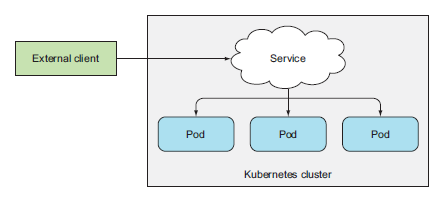 External client
Service
Pod
Pod
Pod
Kubernetes cluster